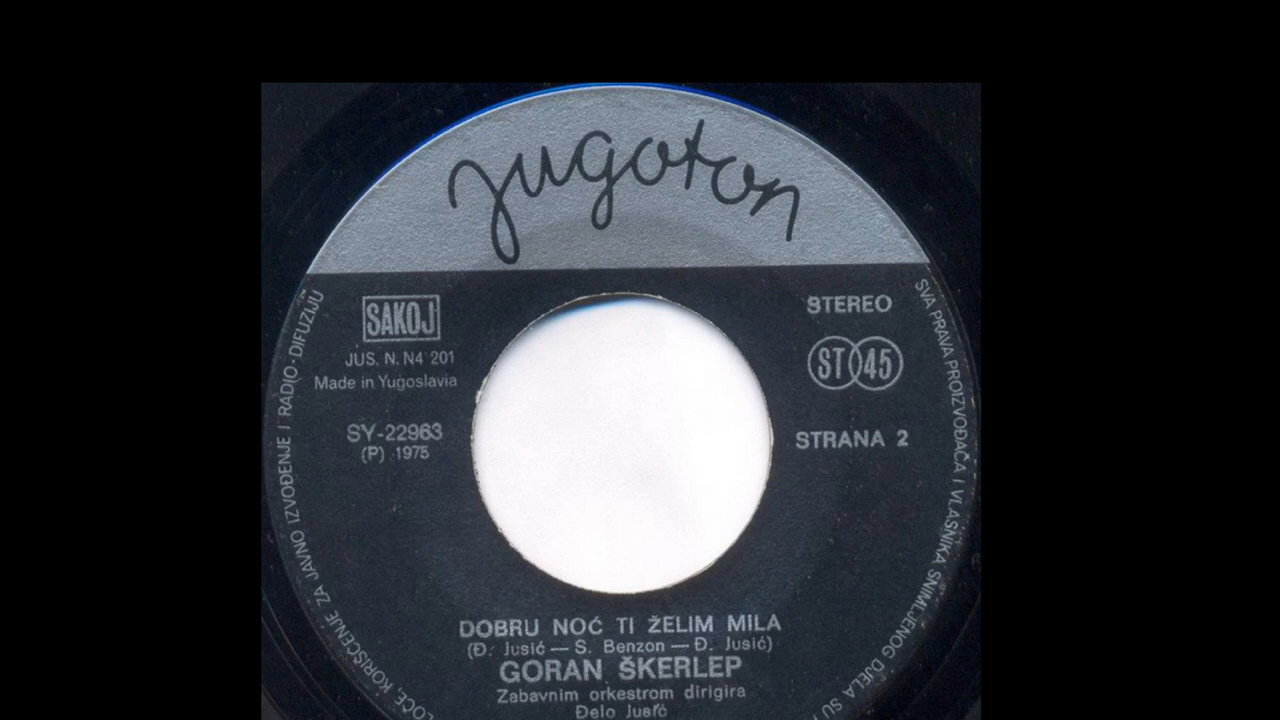 jugoton
SAKOJ
JUS. N. N4 201
Made in Yugoslavia
SY-22963
(P) 1975
STEREO
ST 45
STRANA 2
DOBRU NOĆ TI ŽELIM MILA
(Đ. Jusić — S. Benzon — Đ. Jusić)
GORAN ŠKERLEP
Zabavnim orkestrom dirigira
Đelo Jusić
SVA PRAVA PROIZVOĐAČA I VLASNIKA SNIMLJENOG DJELA SU
KORIŠĆENJE ZA JAVNO IZVOĐENJE I RADIO-DIFUZIJU